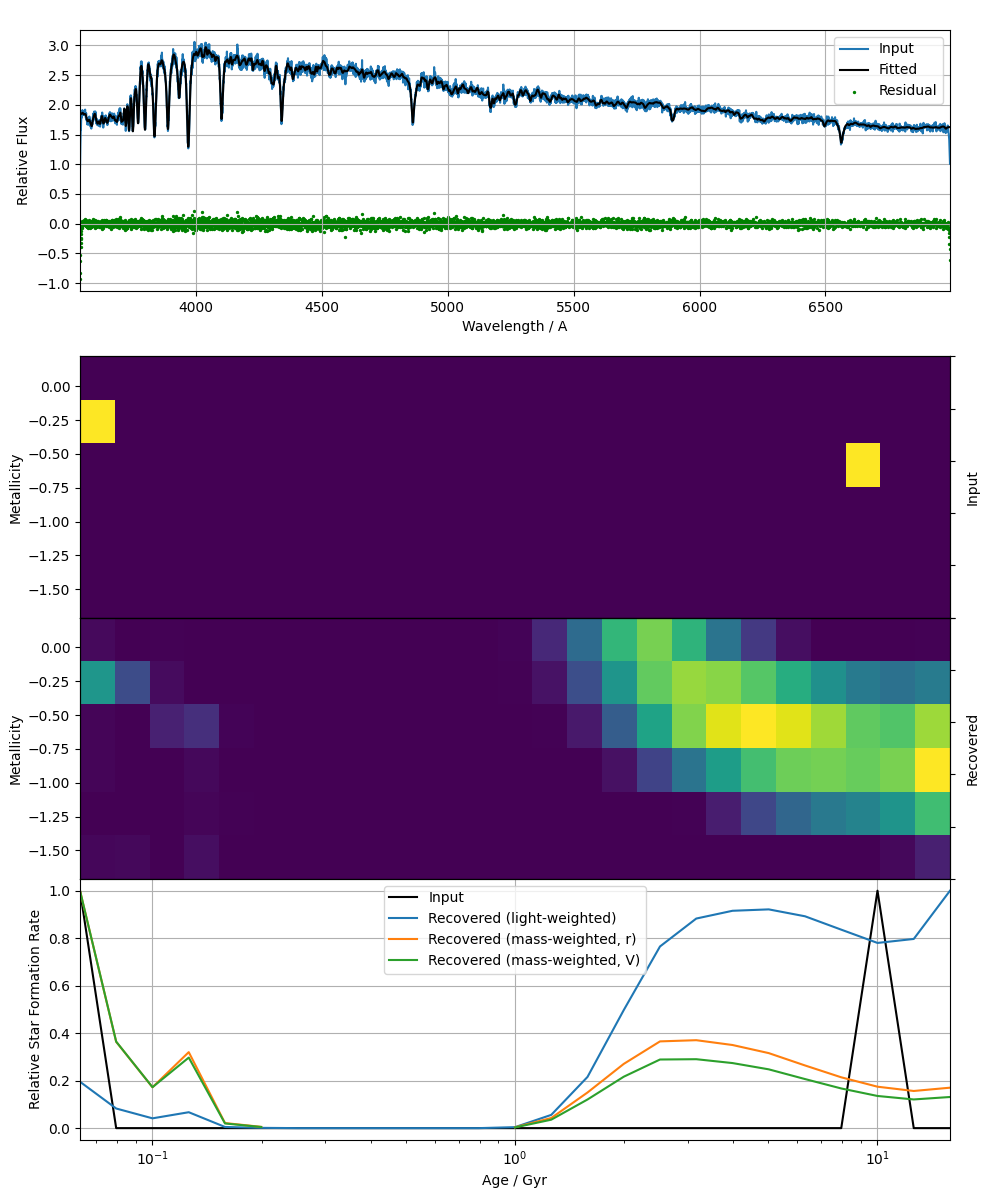 3.0
2.5
2.0
1.5
1.0
0.5
0.0
−0.5
−1.0
Relative Flux
Input
Fitted
Residual
4000
4500
5000
5500
6000
6500
Wavelength / A
0.00
−0.25
−0.50
−0.75
−1.00
−1.25
−1.50
Metallicity
Input
0.00
−0.25
−0.50
−0.75
−1.00
−1.25
−1.50
Metallicity
Recovered
1.0
0.8
0.6
0.4
0.2
0.0
Relative Star Formation Rate
Input
Recovered (light-weighted)
Recovered (mass-weighted, r)
Recovered (mass-weighted, V)
10⁻¹
10⁰
10¹
Age / Gyr